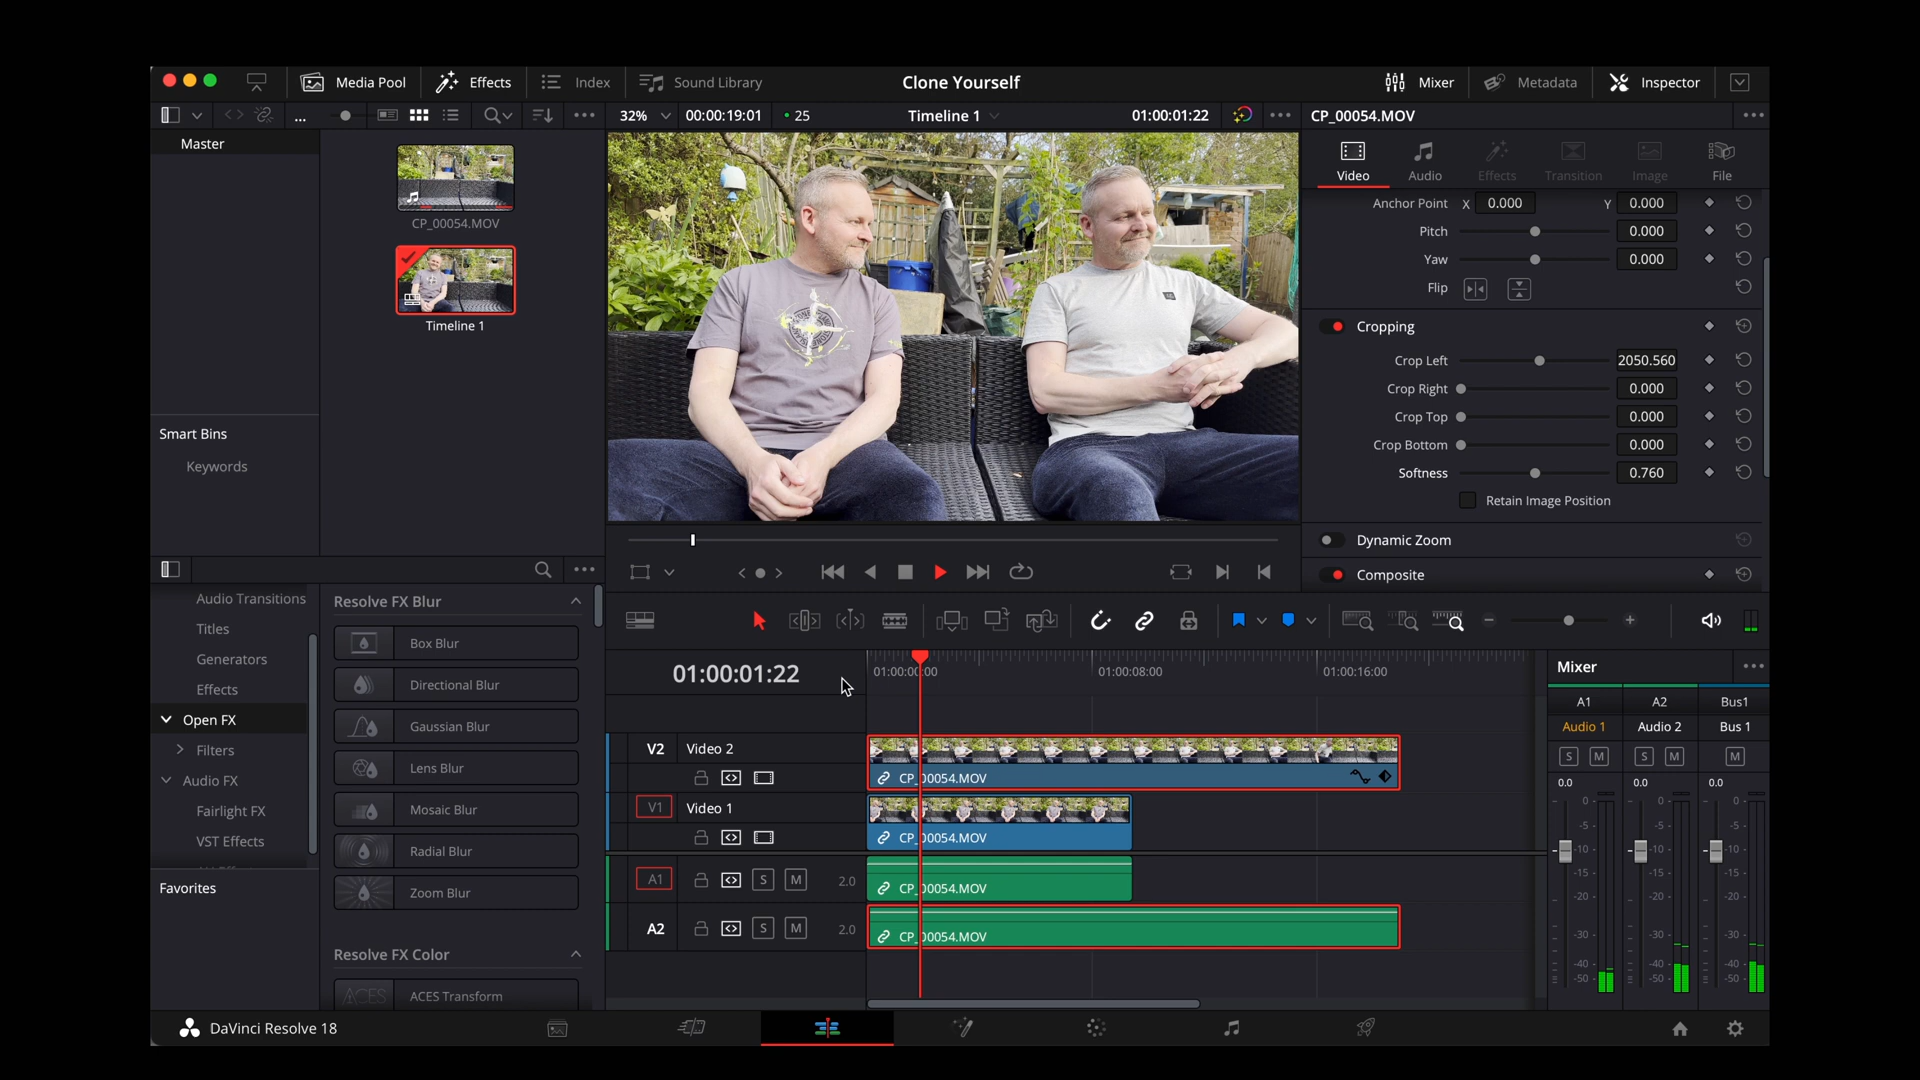 Media Pool
Effects
Index
Sound Library
Clone Yourself
Mixer
Metadata
Inspector
...
32%
00:00:19:01
25
Timeline 1
01:00:01:22
CP_00054.MOV
Master
CP_00054.MOV
Timeline 1
Smart Bins
Keywords
Video
Audio
Effects
Transition
Image
File
Anchor Point X 0.000 Y 0.000
Pitch 0.000
Yaw 0.000
Flip
Cropping
Crop Left 2050.560
Crop Right 0.000
Crop Top 0.000
Crop Bottom 0.000
Softness 0.760
Retain Image Position
Dynamic Zoom
Composite
Audio Transitions
Titles
Generators
Effects
Open FX
Filters
Audio FX
Fairlight FX
VST Effects
Favorites
Resolve FX Blur
Box Blur
Directional Blur
Gaussian Blur
Lens Blur
Mosaic Blur
Radial Blur
Zoom Blur
Resolve FX Color
ACES ACES Transform
01:00:01:22
01:00:00:00
01:00:08:00
01:00:16:00
V2 Video 2
CP_00054.MOV
V1 Video 1
CP_00054.MOV
A1 S M 2.0
CP_00054.MOV
A2 S M 2.0
CP_00054.MOV
Mixer
A1 A2 Bus1
Audio 1 Audio 2 Bus 1
S M S M M
0.0 0.0 0.0
0 0 0
-5 -5 -5
-10 -10 -10
-15 -15 -15
-20 -20 -20
-30 -30 -30
-40 -40 -40
-50 -50 -50
DaVinci Resolve 18